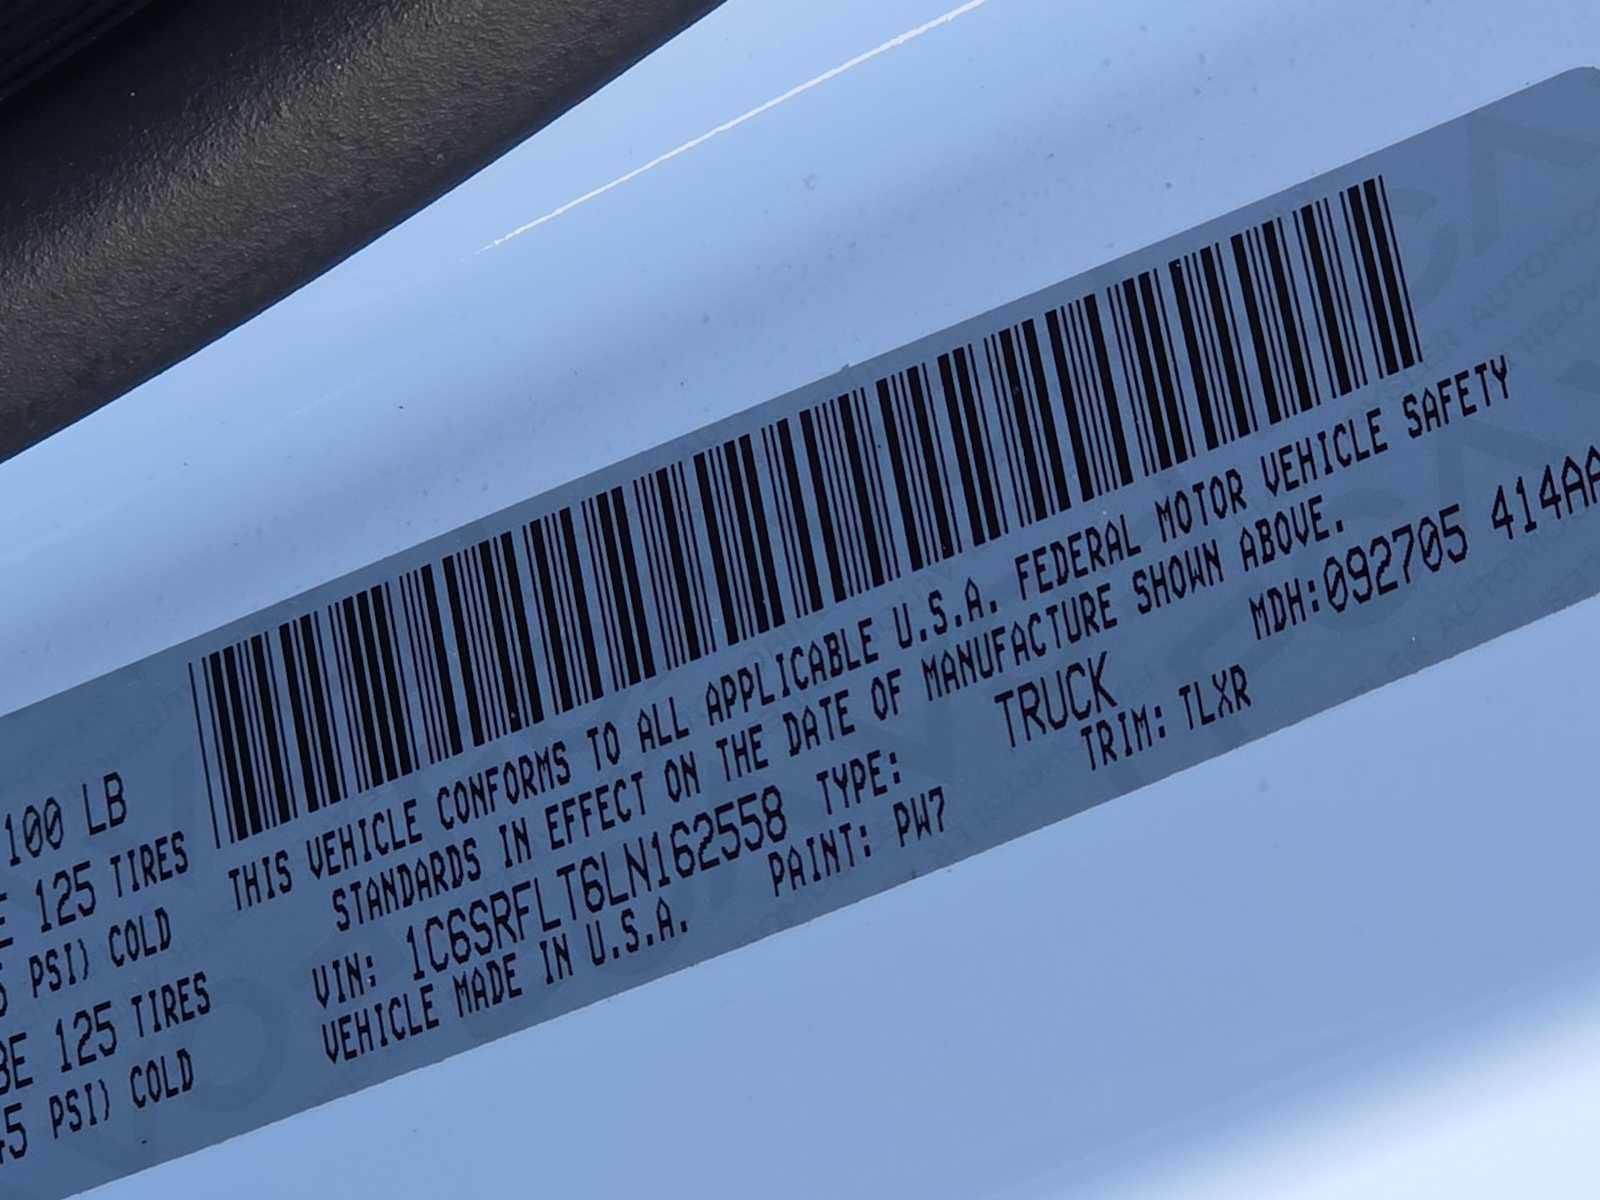 100 LB
125 TIRES
PSI) COLD
125 TIRES
PSI) COLD
THIS VEHICLE CONFORMS TO ALL APPLICABLE U.S.A. FEDERAL MOTOR VEHICLE SAFETY
STANDARDS IN EFFECT ON THE DATE OF MANUFACTURE SHOWN ABOVE.
VIN: 1C6SRFLT6LN162558 TYPE: TRUCK MDH:092705 414AA
VEHICLE MADE IN U.S.A. PAINT: PW7 TRIM: TLXR